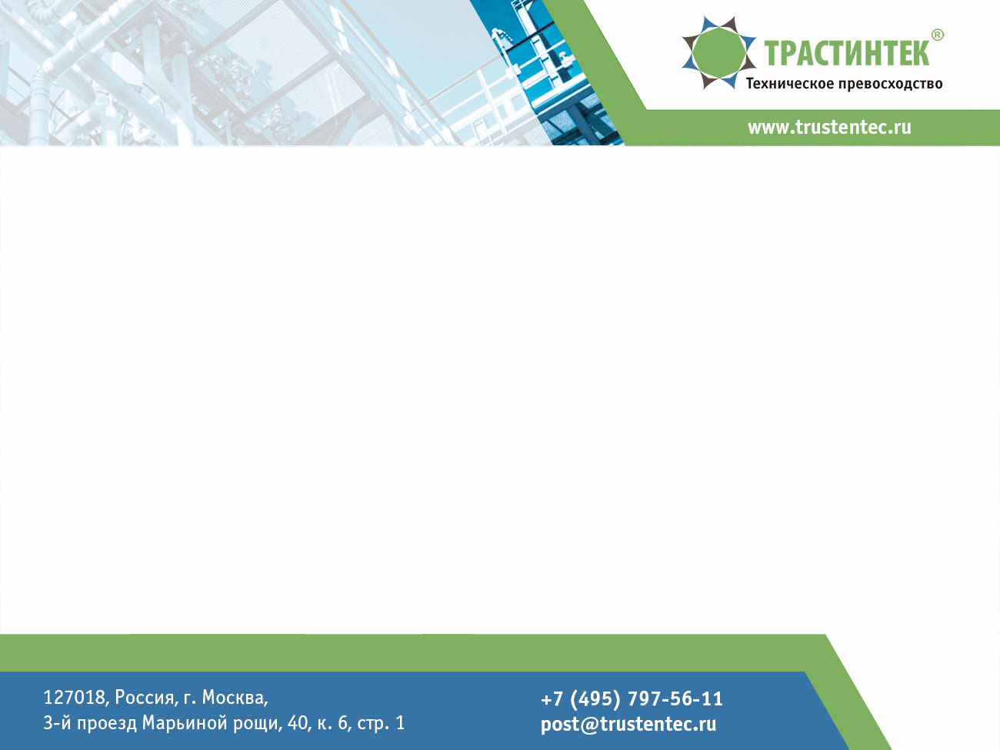 ТРАСТИНТЕК®
Техническое превосходство
www.trustentec.ru
127018, Россия, г. Москва,
3-й проезд Марьиной рощи, 40, к. 6, стр. 1
+7 (495) 797-56-11
post@trustentec.ru